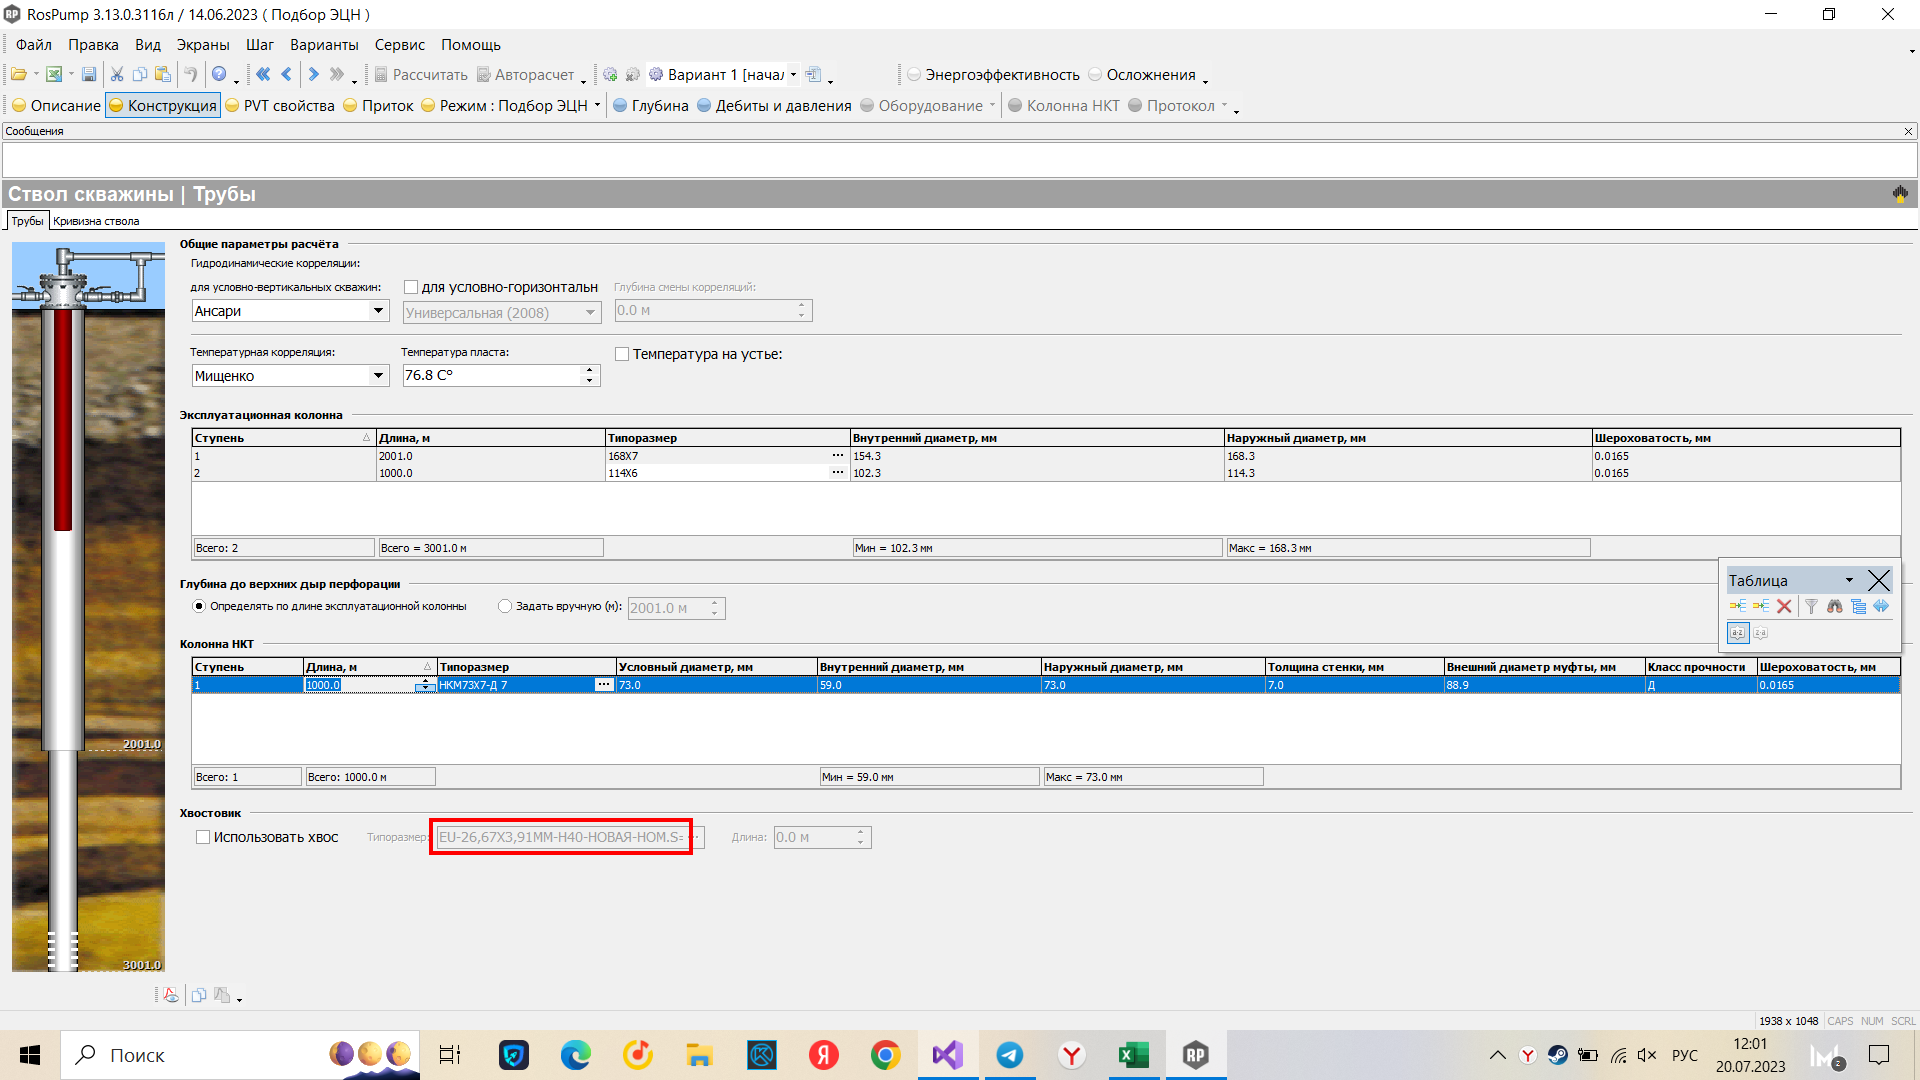 RosPump 3.13.0.3116л / 14.06.2023 ( Подбор ЭЦН )
Файл Правка Вид Экраны Шаг Варианты Сервис Помощь
Рассчитать Авторасчет Вариант 1 [начал Энергоэффективность Осложнения
Описание Конструкция PVT свойства Приток Режим : Подбор ЭЦН Глубина Дебиты и давления Оборудование Колонна НКТ Протокол
Сообщения
Ствол скважины | Трубы
Трубы Кривизна ствола
Общие параметры расчёта
Гидродинамические корреляции:
для условно-вертикальных скважин: для условно-горизонтальн Глубина смены корреляций:
Ансари Универсальная (2008) 0.0 м
Температурная корреляция: Температура пласта: Температура на устье:
Мищенко 76.8 C°
Эксплуатационная колонна
Ступень Длина, м Типоразмер Внутренний диаметр, мм Наружный диаметр, мм Шероховатость, мм
1 2001.0 168X7 ... 154.3 168.3 0.0165
2 1000.0 114X6 ... 102.3 114.3 0.0165
Всего: 2 Всего = 3001.0 м Мин = 102.3 мм Макс = 168.3 мм
Таблица
Глубина до верхних дыр перфорации
Определять по длине эксплуатационной колонны Задать вручную (м): 2001.0 м
a-z z-a
Колонна НКТ
Ступень Длина, м Типоразмер Условный диаметр, мм Внутренний диаметр, мм Наружный диаметр, мм Толщина стенки, мм Внешний диаметр муфты, мм Класс прочности Шероховатость, мм
1 1000.0 НКМ73Х7-Д 7 ... 73.0 59.0 73.0 7.0 88.9 Д 0.0165
2001.0
Всего: 1 Всего: 1000.0 м Мин = 59.0 мм Макс = 73.0 мм
Хвостовик
Использовать хвос Типоразмер: EU-26,67X3,91MM-H40-НОВАЯ-НОМ.S= Длина: 0.0 м
3001.0
1938 x 1048 CAPS NUM SCRL
Поиск РУС 12:01
20.07.2023